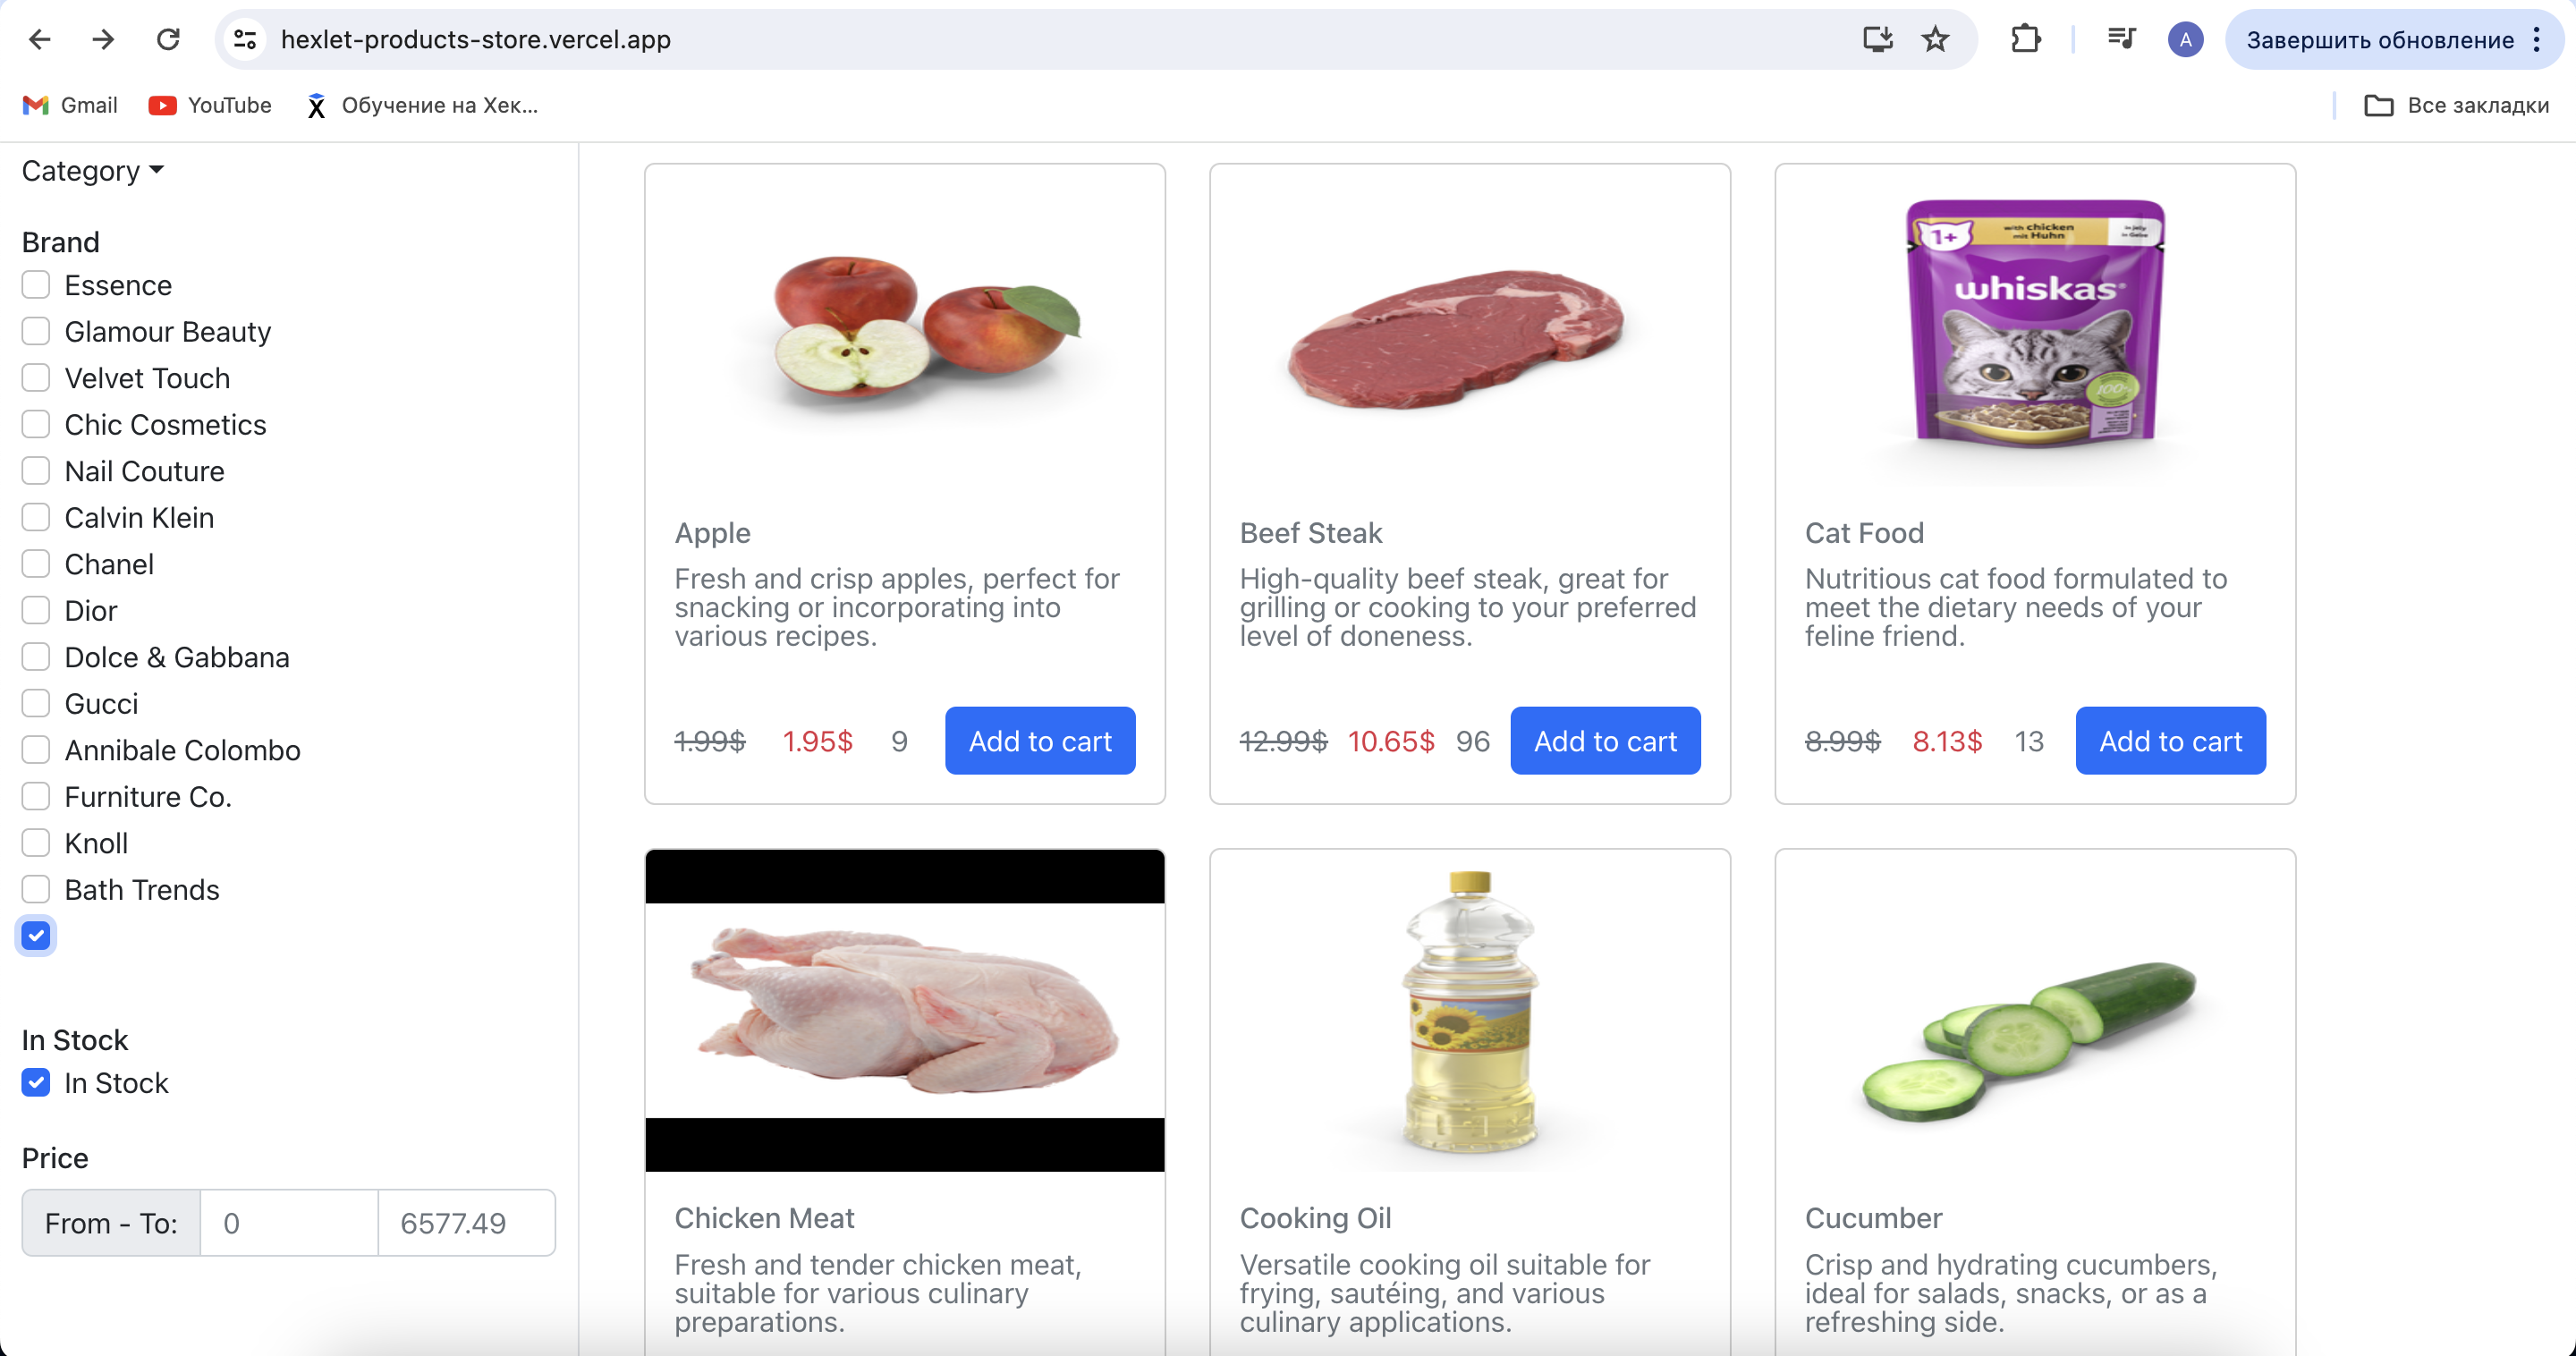 hexlet-products-store.vercel.app
A
Завершить обновление
Gmail
YouTube
Обучение на Хек...
Все закладки
Category
Brand
Essence
Glamour Beauty
Velvet Touch
Chic Cosmetics
Nail Couture
Calvin Klein
Chanel
Dior
Dolce & Gabbana
Gucci
Annibale Colombo
Furniture Co.
Knoll
Bath Trends
In Stock
In Stock
Price
From - To:
0
6577.49
Apple
Fresh and crisp apples, perfect for
snacking or incorporating into
various recipes.
1.99$ 1.95$ 9 Add to cart
Beef Steak
High-quality beef steak, great for
grilling or cooking to your preferred
level of doneness.
12.99$ 10.65$ 96 Add to cart
1+
with chicken
mit Huhn
whiskas
100%
Cat Food
Nutritious cat food formulated to
meet the dietary needs of your
feline friend.
8.99$ 8.13$ 13 Add to cart
Chicken Meat
Fresh and tender chicken meat,
suitable for various culinary
preparations.
Cooking Oil
Versatile cooking oil suitable for
frying, sautéing, and various
culinary applications.
Cucumber
Crisp and hydrating cucumbers,
ideal for salads, snacks, or as a
refreshing side.